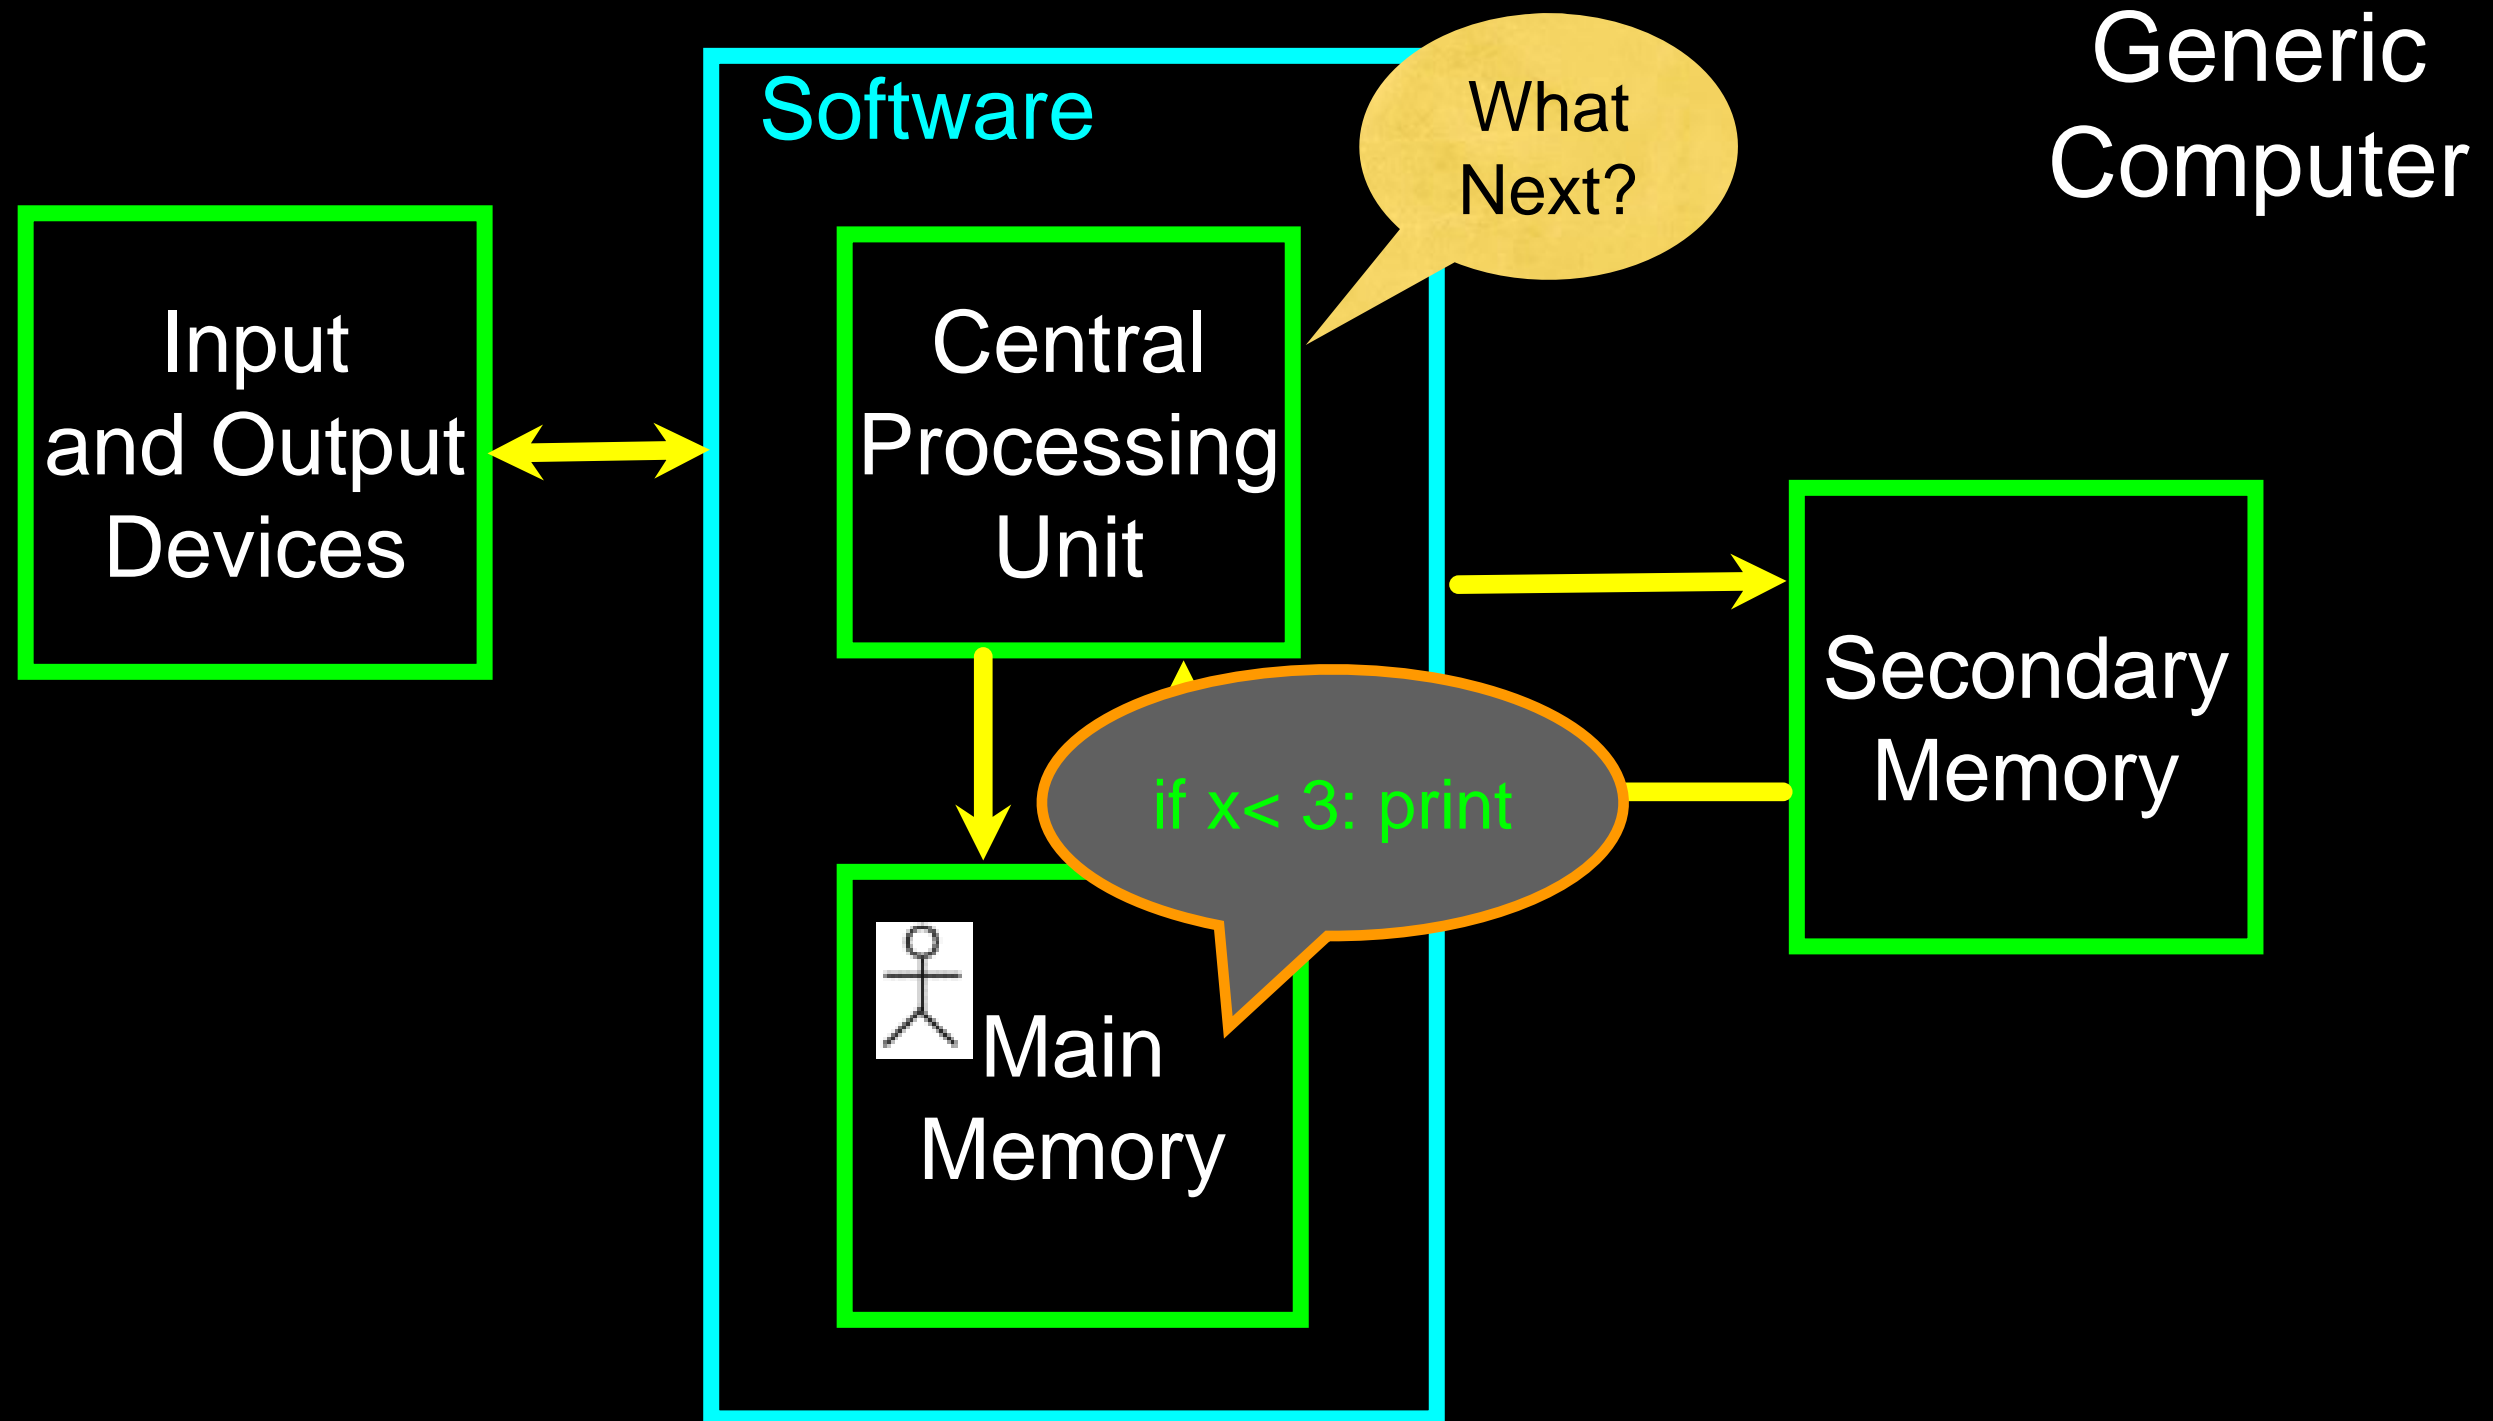 Generic
Computer
Software
What
Next?
Input
and Output
Devices
Central
Processing
Unit
Secondary
Memory
if x< 3: print
Main
Memory